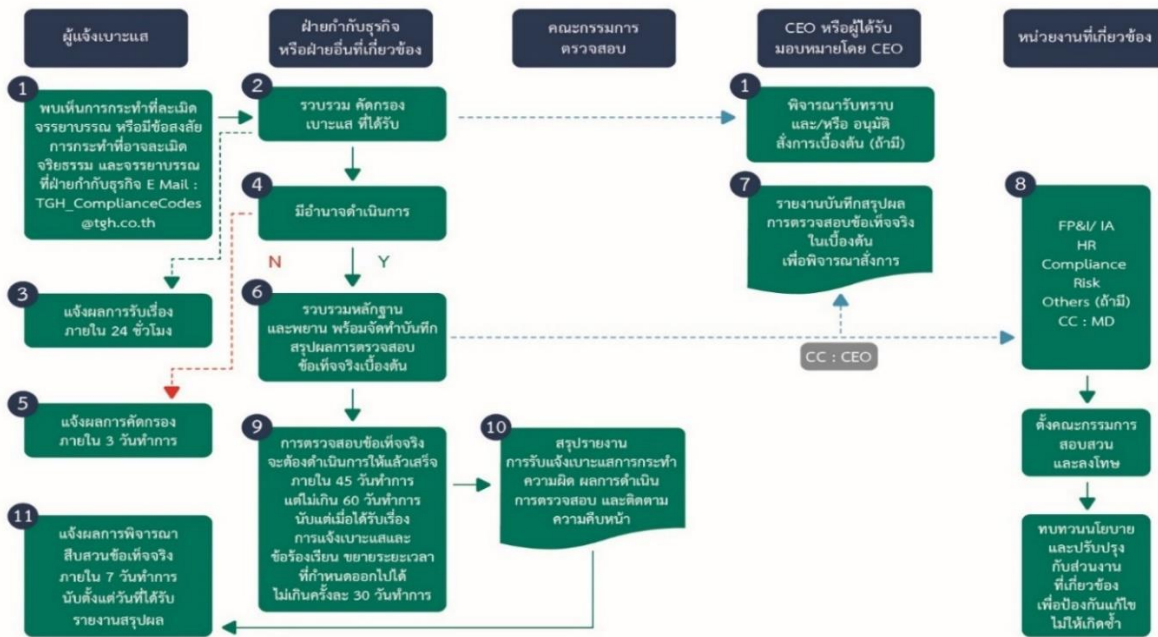 ผู้แจ้งเบาะแส
ฝ่ายกำกับธุรกิจ
หรือฝ่ายอื่นที่เกี่ยวข้อง
คณะกรรมการ
ตรวจสอบ
CEO หรือผู้ได้รับ
มอบหมายโดย CEO
หน่วยงานที่เกี่ยวข้อง
1
พบเห็นการกระทำที่ละเมิด
จรรยาบรรณ หรือมีข้อสงสัย
การกระทำที่อาจละเมิด
จริยธรรม และจรรยาบรรณ
ที่ฝ่ายกำกับธุรกิจ E Mail :
TGH_ComplianceCodes
@tgh.co.th
2
รวบรวม คัดกรอง
เบาะแส ที่ได้รับ
1
พิจารณารับทราบ
และ/หรือ อนุมัติ
สั่งการเบื้องต้น (ถ้ามี)
4
มีอำนาจดำเนินการ
N
Y
7
รายงานบันทึกสรุปผล
การตรวจสอบข้อเท็จจริง
ในเบื้องต้น
เพื่อพิจารณาสั่งการ
8
FP&I/ IA
HR
Compliance
Risk
Others (ถ้ามี)
CC : MD
3
แจ้งผลการรับเรื่อง
ภายใน 24 ชั่วโมง
6
รวบรวมหลักฐาน
และพยาน พร้อมจัดทำบันทึก
สรุปผลการตรวจสอบ
ข้อเท็จจริงเบื้องต้น
CC : CEO
5
แจ้งผลการคัดกรอง
ภายใน 3 วันทำการ
9
การตรวจสอบข้อเท็จจริง
จะต้องดำเนินการให้แล้วเสร็จ
ภายใน 45 วันทำการ
แต่ไม่เกิน 60 วันทำการ
นับแต่เมื่อได้รับเรื่อง
การแจ้งเบาะแสและ
ข้อร้องเรียน ขยายระยะเวลา
ที่กำหนดออกไปได้
ไม่เกินครั้งละ 30 วันทำการ
10
สรุปรายงาน
การรับแจ้งเบาะแสการกระทำ
ความผิด ผลการดำเนิน
การตรวจสอบ และติดตาม
ความคืบหน้า
ตั้งคณะกรรมการ
สอบสวน
และลงโทษ
11
แจ้งผลการพิจารณา
สืบสวนข้อเท็จจริง
ภายใน 7 วันทำการ
นับตั้งแต่วันที่ได้รับ
รายงานสรุปผล
ทบทวนนโยบาย
และปรับปรุง
กับส่วนงาน
ที่เกี่ยวข้อง
เพื่อป้องกันแก้ไข
ไม่ให้เกิดซ้ำ